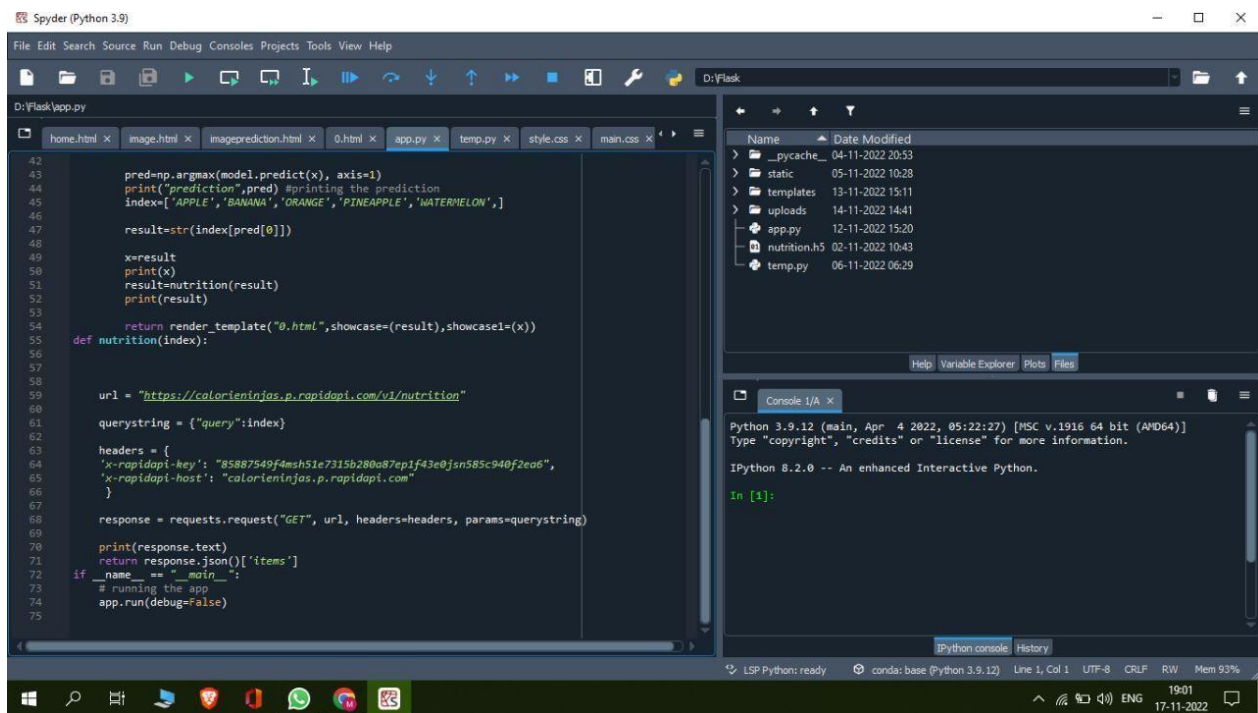 Spyder (Python 3.9)
File Edit Search Source Run Debug Consoles Projects Tools View Help
D:\Flask
D:\Flask\app.py
home.html image.html imageprediction.html 0.html app.py temp.py style.css main.css
42
43 pred=np.argmax(model.predict(x), axis=1)
44 print("prediction",pred) #printing the prediction
45 index=['APPLE','BANANA','ORANGE','PINEAPPLE','WATERMELON',]
46
47 result=str(index[pred[0]])
48
49 x=result
50 print(x)
51 result=nutrition(result)
52 print(result)
53
54 return render_template("0.html",showcase=(result),showcase1=(x))
55 def nutrition(index):
56
57
58
59 url = "https://calorieninjas.p.rapidapi.com/v1/nutrition"
60
61 querystring = {"query":index}
62
63 headers = {
64 'x-rapidapi-key': "85887549f4msh51e7315b280a87ep1f43e0jsn585c940f2ea6",
65 'x-rapidapi-host': "calorieninjas.p.rapidapi.com"
66 }
67
68 response = requests.request("GET", url, headers=headers, params=querystring)
69
70 print(response.text)
71 return response.json()['items']
72 if __name__ == "__main__":
73 # running the app
74 app.run(debug=False)
75
Name Date Modified
__pycache__ 04-11-2022 20:53
static 05-11-2022 10:28
templates 13-11-2022 15:11
uploads 14-11-2022 14:41
app.py 12-11-2022 15:20
nutrition.h5 02-11-2022 10:43
temp.py 06-11-2022 06:29
Help Variable Explorer Plots Files
Console 1/A
Python 3.9.12 (main, Apr 4 2022, 05:22:27) [MSC v.1916 64 bit (AMD64)]
Type "copyright", "credits" or "license" for more information.
IPython 8.2.0 -- An enhanced Interactive Python.
In [1]:
IPython console History
LSP Python: ready conda: base (Python 3.9.12) Line 1, Col 1 UTF-8 CRLF RW Mem 93%
ENG 19:01
17-11-2022